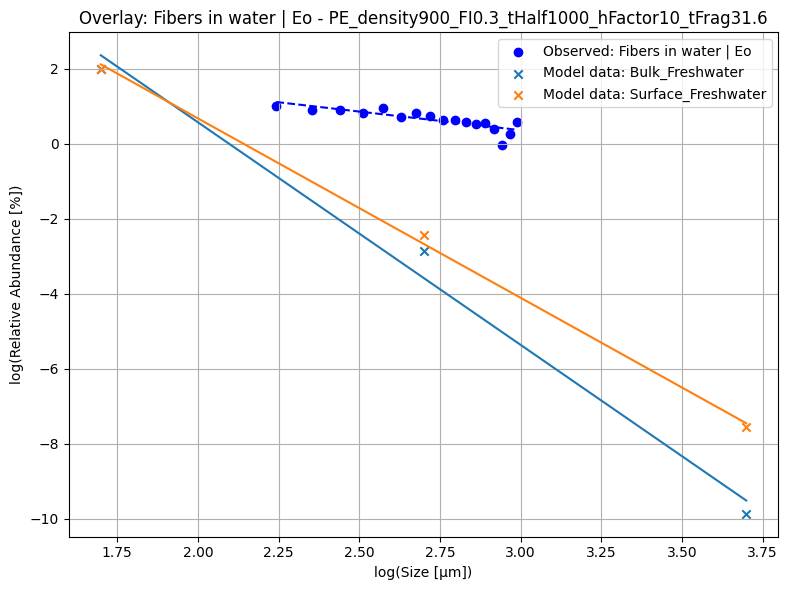 Overlay: Fibers in water | Eo - PE_density900_FI0.3_tHalf1000_hFactor10_tFrag31.6
Observed: Fibers in water | Eo
Model data: Bulk_Freshwater
Model data: Surface_Freshwater
log(Relative Abundance [%])
2
0
−2
−4
−6
−8
−10
1.75 2.00 2.25 2.50 2.75 3.00 3.25 3.50 3.75
log(Size [µm])